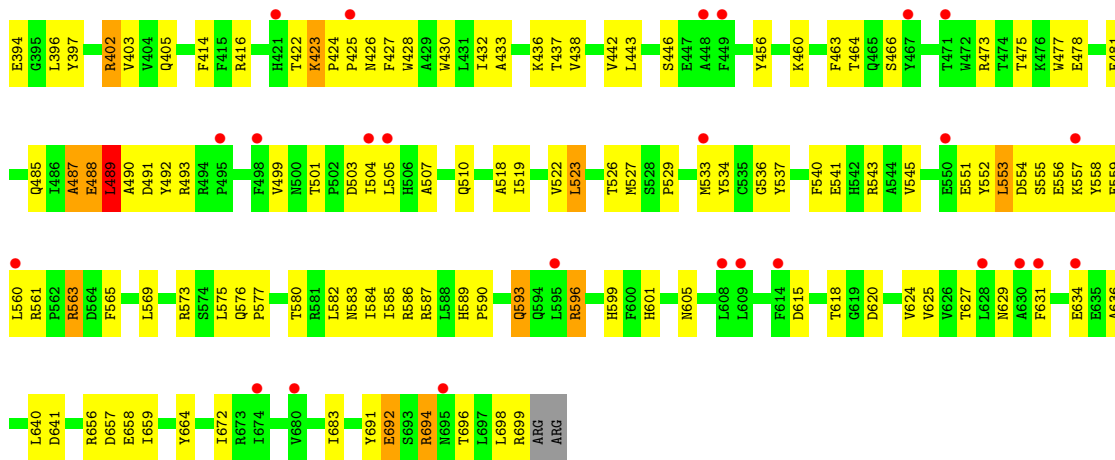 E394 G395 L396 Y397 R402 V403 V404 Q405 F414 F415 R416 H421 T422 K423 P424 P425 N426 F427 W428 A429 W430 L431 I432 A433 K436 T437 V438 V442 L443 S446 E447 A448 F449 Y456 K460 F463 T464 Q465 S466 Y467 T471 W472 R473 T474 T475 K476 W477 E478
Q485 I486 A487 E488 L489 A490 D491 Y492 R493 R494 P495 F498 V499 N500 T501 P502 D503 I504 L505 H506 A507 Q510 A518 I519 V522 L523 T526 M527 S528 P529 M533 Y534 C535 G536 Y537 F540 E541 H542 R543 A544 V545 E550 E551 Y552 L553 D554 S555 E556 K557 Y558
L560 R561 P562 R563 D564 F565 L569 R573 S574 L575 Q576 P577 T580 R581 L582 N583 I584 I585 R586 R587 L588 H589 P590 Q593 Q594 L595 R596 H599 F600 H601 N605 L608 L609 F614 D615 T618 G619 D620 V624 V625 V626 T627 L628 N629 A630 F631 E634 E635
L640 D641 R656 D657 E658 I659 Y664 I672 R673 I674 V680 I683 Y691 E692 S693 R694 N695 T696 L697 L698 R699 ARG ARG